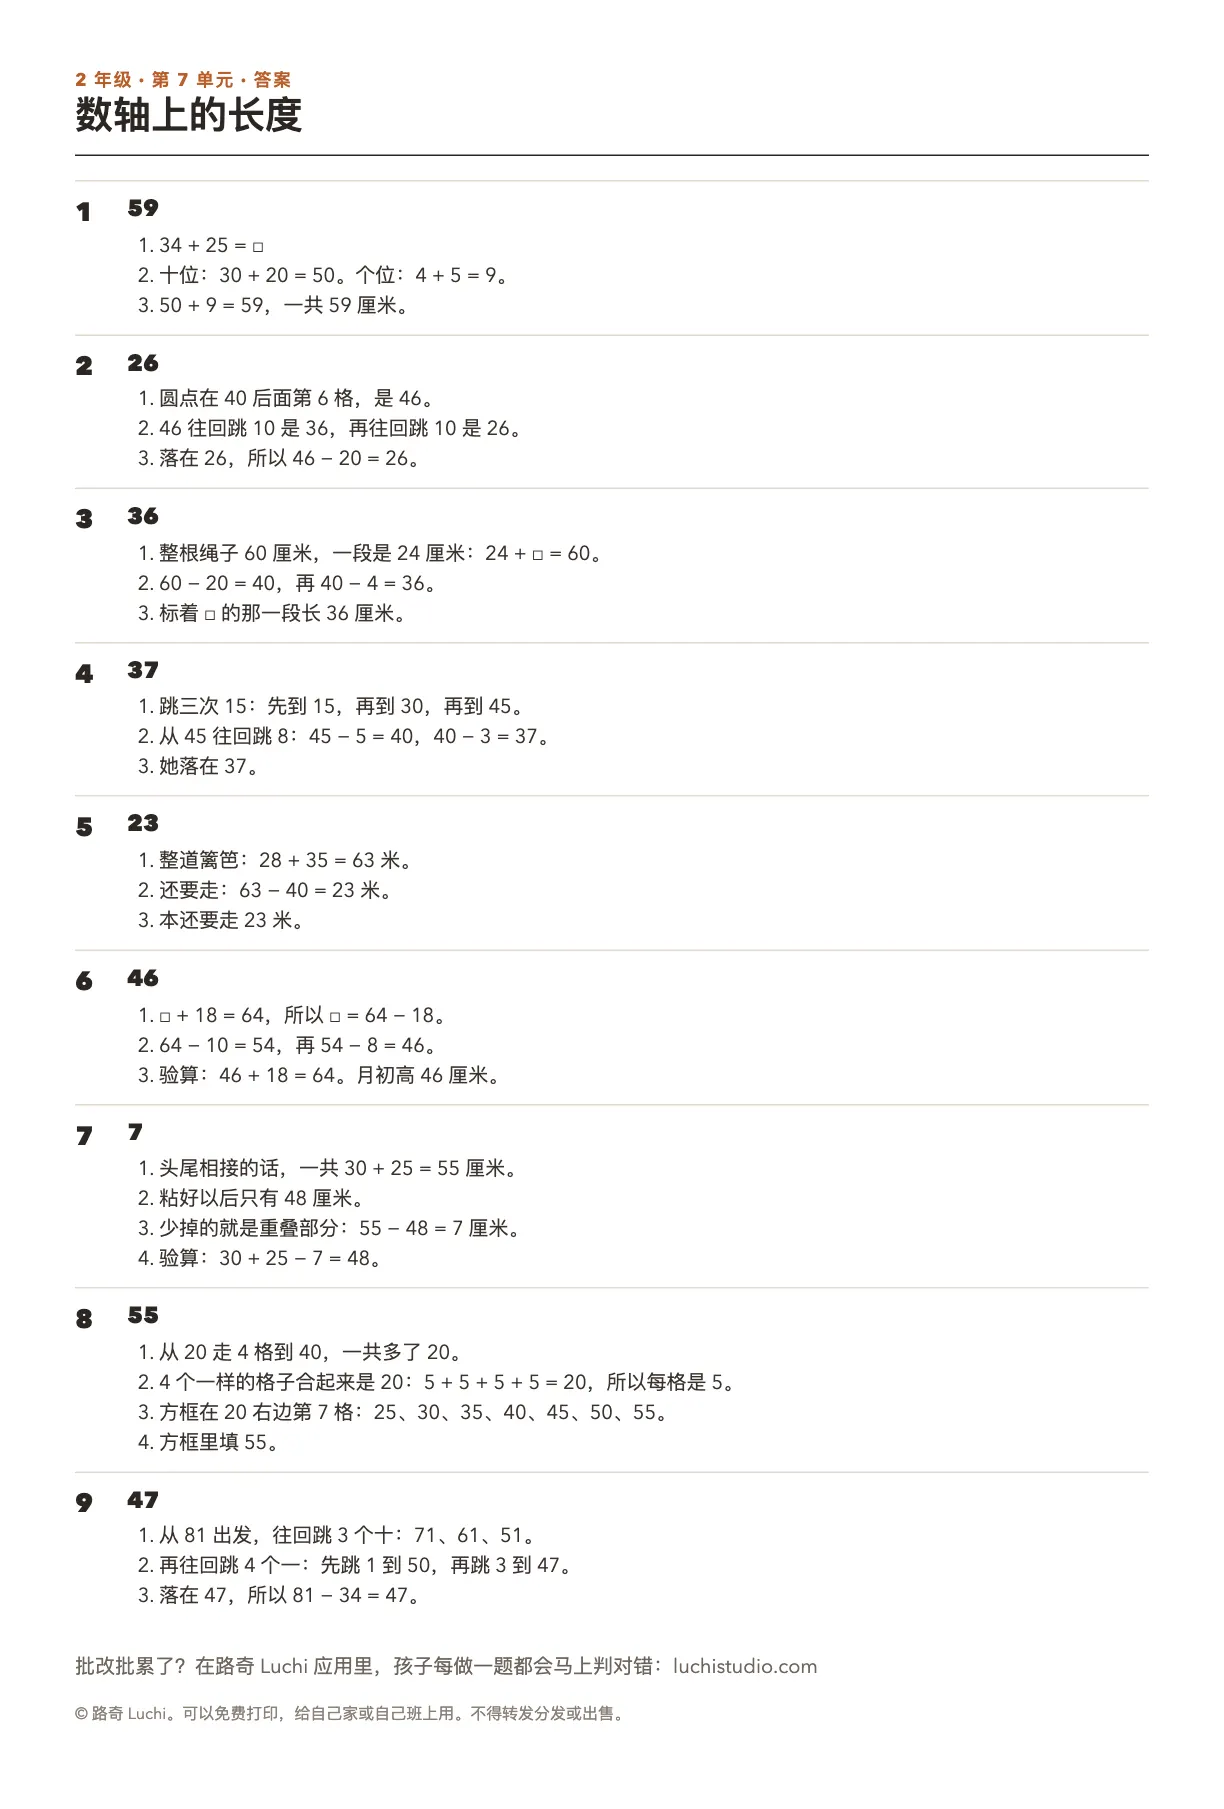 2 年级 · 第 7 单元 · 答案
数轴上的长度
1 59
1. 34 + 25 = □
2. 十位：30 + 20 = 50。个位：4 + 5 = 9。
3. 50 + 9 = 59，一共 59 厘米。
2 26
1. 圆点在 40 后面第 6 格，是 46。
2. 46 往回跳 10 是 36，再往回跳 10 是 26。
3. 落在 26，所以 46 − 20 = 26。
3 36
1. 整根绳子 60 厘米，一段是 24 厘米：24 + □ = 60。
2. 60 − 20 = 40，再 40 − 4 = 36。
3. 标着 □ 的那一段长 36 厘米。
4 37
1. 跳三次 15：先到 15，再到 30，再到 45。
2. 从 45 往回跳 8：45 − 5 = 40，40 − 3 = 37。
3. 她落在 37。
5 23
1. 整道篱笆：28 + 35 = 63 米。
2. 还要走：63 − 40 = 23 米。
3. 本还要走 23 米。
6 46
1. □ + 18 = 64，所以 □ = 64 − 18。
2. 64 − 10 = 54，再 54 − 8 = 46。
3. 验算：46 + 18 = 64。月初高 46 厘米。
7 7
1. 头尾相接的话，一共 30 + 25 = 55 厘米。
2. 粘好以后只有 48 厘米。
3. 少掉的就是重叠部分：55 − 48 = 7 厘米。
4. 验算：30 + 25 − 7 = 48。
8 55
1. 从 20 走 4 格到 40，一共多了 20。
2. 4 个一样的格子合起来是 20：5 + 5 + 5 + 5 = 20，所以每格是 5。
3. 方框在 20 右边第 7 格：25、30、35、40、45、50、55。
4. 方框里填 55。
9 47
1. 从 81 出发，往回跳 3 个十：71、61、51。
2. 再往回跳 4 个一：先跳 1 到 50，再跳 3 到 47。
3. 落在 47，所以 81 − 34 = 47。
批改批累了？在路奇 Luchi 应用里，孩子每做一题都会马上判对错：luchistudio.com
© 路奇 Luchi。可以免费打印，给自己家或自己班上用。不得转发分发或出售。